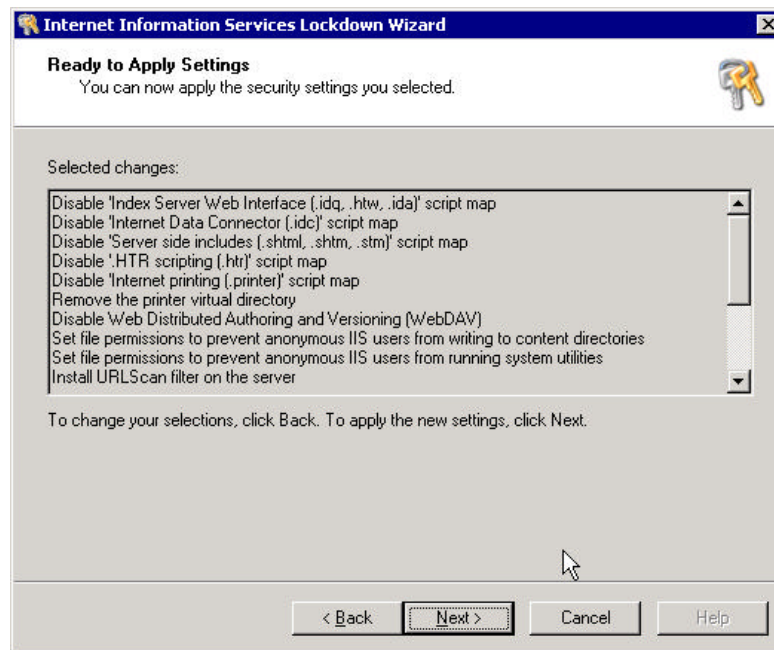 Internet Information Services Lockdown Wizard
Ready to Apply Settings
You can now apply the security settings you selected.
Selected changes:
Disable 'Index Server Web Interface (.idq, .htw, .ida)' script map
Disable 'Internet Data Connector (.idc)' script map
Disable 'Server side includes (.shtml, .shtm, .stm)' script map
Disable '.HTR scripting (.htr)' script map
Disable 'Internet printing (.printer)' script map
Remove the printer virtual directory
Disable Web Distributed Authoring and Versioning (WebDAV)
Set file permissions to prevent anonymous IIS users from writing to content directories
Set file permissions to prevent anonymous IIS users from running system utilities
Install URLScan filter on the server
To change your selections, click Back. To apply the new settings, click Next.
< Back Next > Cancel Help